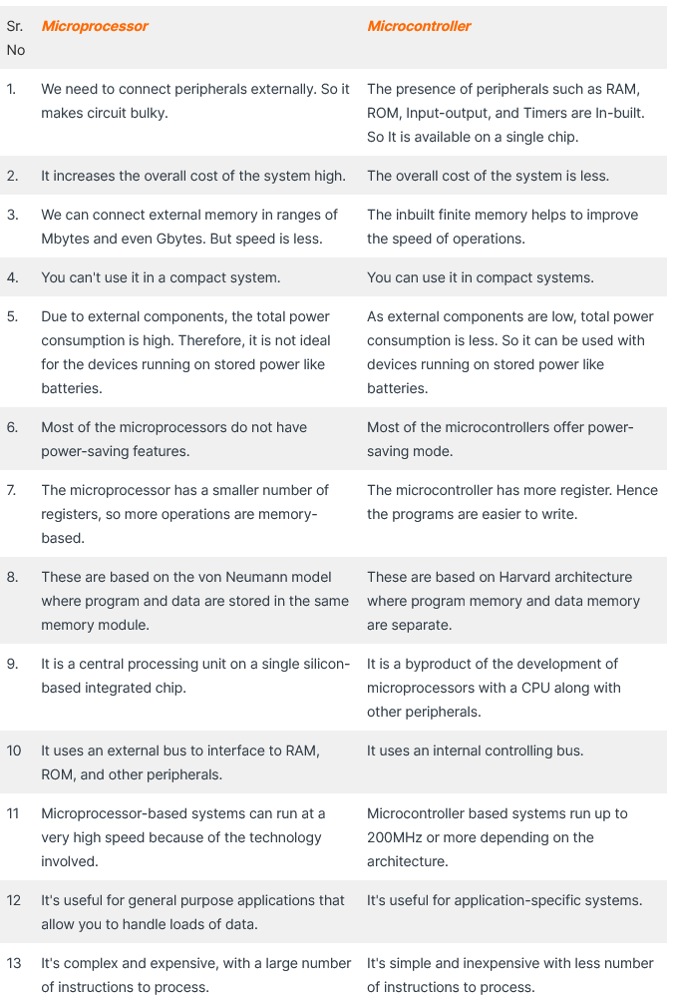 Sr. No Microprocessor Microcontroller
1. We need to connect peripherals externally. So it The presence of peripherals such as RAM,
makes circuit bulky. ROM, Input-output, and Timers are In-built.
So It is available on a single chip.
2. It increases the overall cost of the system high. The overall cost of the system is less.
3. We can connect external memory in ranges of The inbuilt finite memory helps to improve
Mbytes and even Gbytes. But speed is less. the speed of operations.
4. You can't use it in a compact system. You can use it in compact systems.
5. Due to external components, the total power As external components are low, total power
consumption is high. Therefore, it is not ideal consumption is less. So it can be used with
for the devices running on stored power like devices running on stored power like
batteries. batteries.
6. Most of the microprocessors do not have Most of the microcontrollers offer power-
power-saving features. saving mode.
7. The microprocessor has a smaller number of The microcontroller has more register. Hence
registers, so more operations are memory- the programs are easier to write.
based.
8. These are based on the von Neumann model These are based on Harvard architecture
where program and data are stored in the same where program memory and data memory
memory module. are separate.
9. It is a central processing unit on a single silicon- It is a byproduct of the development of
based integrated chip. microprocessors with a CPU along with
other peripherals.
10 It uses an external bus to interface to RAM, It uses an internal controlling bus.
ROM, and other peripherals.
11 Microprocessor-based systems can run at a Microcontroller based systems run up to
very high speed because of the technology 200MHz or more depending on the
involved. architecture.
12 It's useful for general purpose applications that It's useful for application-specific systems.
allow you to handle loads of data.
13 It's complex and expensive, with a large number It's simple and inexpensive with less number
of instructions to process. of instructions to process.